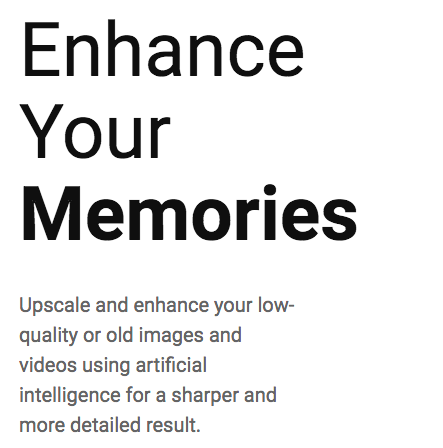 Enhance
Your
Memories
Upscale and enhance your low-
quality or old images and
videos using artificial
intelligence for a sharper and
more detailed result.